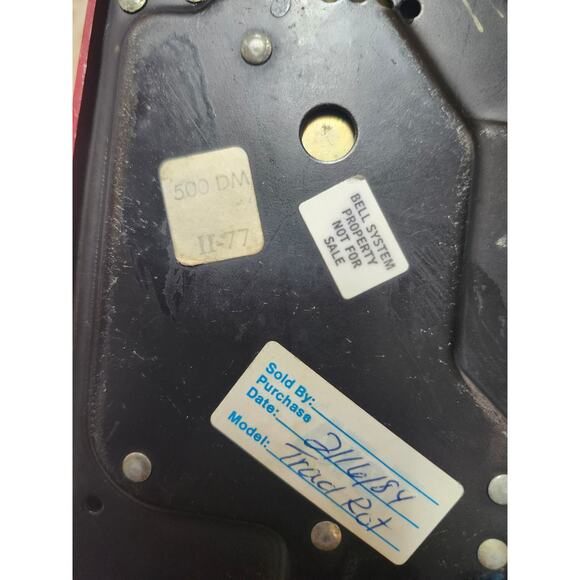 500 DM
II-77
BELL SYSTEM
PROPERTY
NOT FOR
SALE
Sold By:
Purchase
Date: 2/16/84
Model: Trad Rot